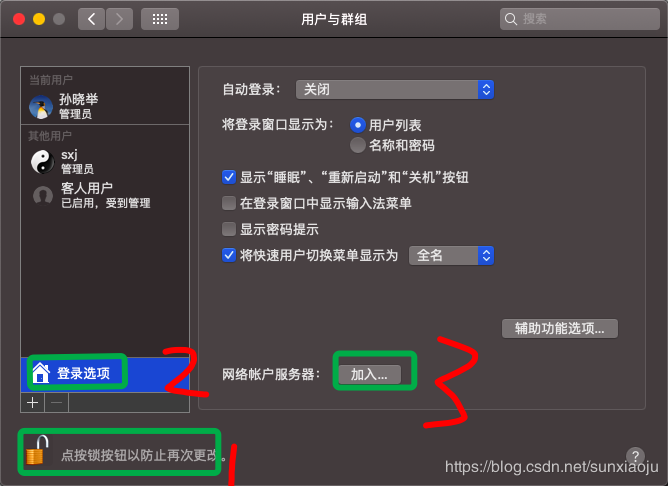 用户与群组
搜索
当前用户
孙晓举
管理员
其他用户
sxj
管理员
客人用户
已启用，受到管理
登录选项
2
自动登录：
关闭
将登录窗口显示为：
用户列表
名称和密码
显示“睡眠”、“重新启动”和“关机”按钮
在登录窗口中显示输入法菜单
显示密码提示
将快速用户切换菜单显示为
全名
辅助功能选项...
网络帐户服务器：
加入...
3
点按锁按钮以防止再次更改。
1
?
https://blog.csdn.net/sunxiaoju